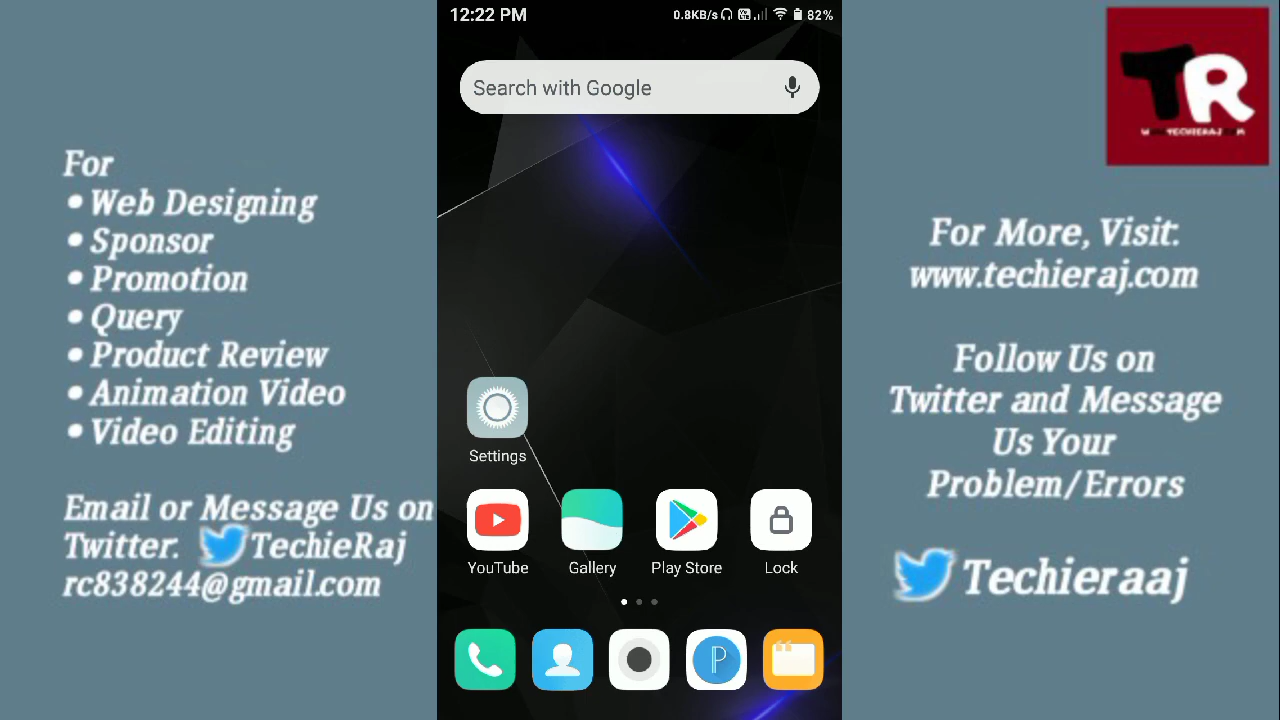 For
• Web Designing
• Sponsor
• Promotion
• Query
• Product Review
• Animation Video
• Video Editing
Email or Message Us on
Twitter. TechieRaj
rc838244@gmail.com
12:22 PM
0.8KB/s 82%
Search with Google
Settings
YouTube
Gallery
Play Store
Lock
P
TR
For More, Visit:
www.techieraj.com
Follow Us on
Twitter and Message
Us Your
Problem/Errors
Techieraaj